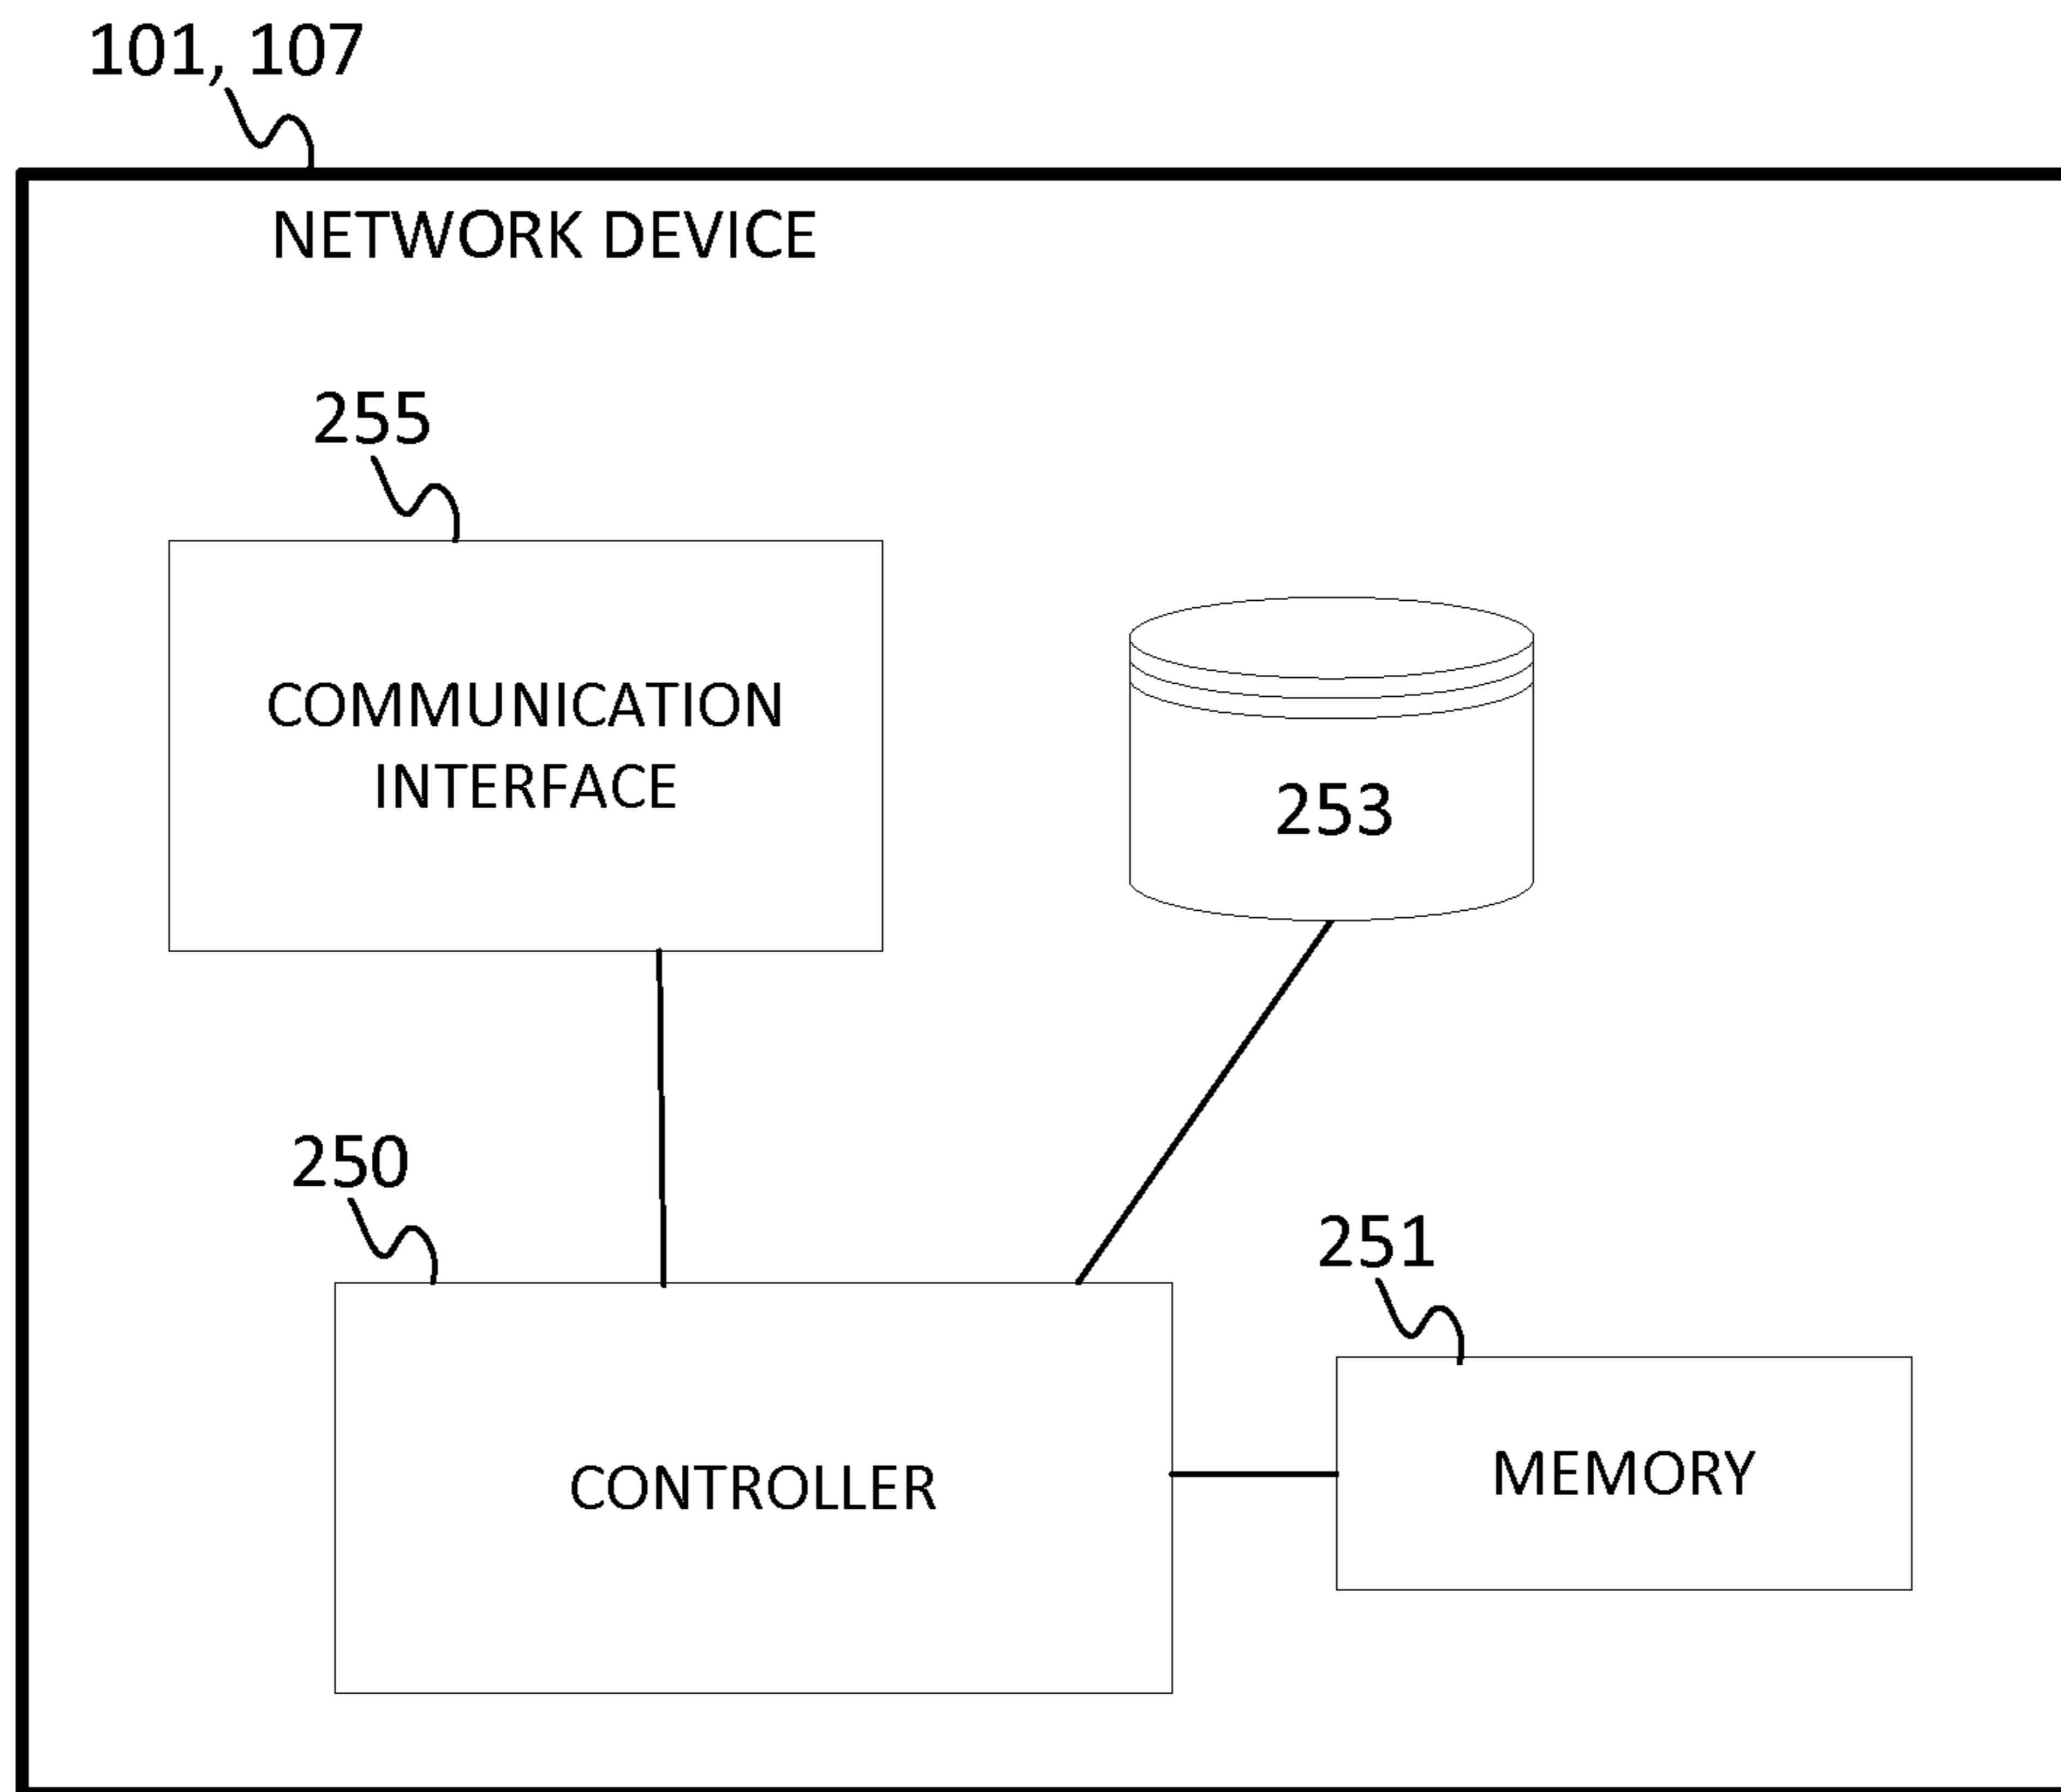 101, 107
NETWORK DEVICE
255
COMMUNICATION
INTERFACE
253
250
251
CONTROLLER
MEMORY